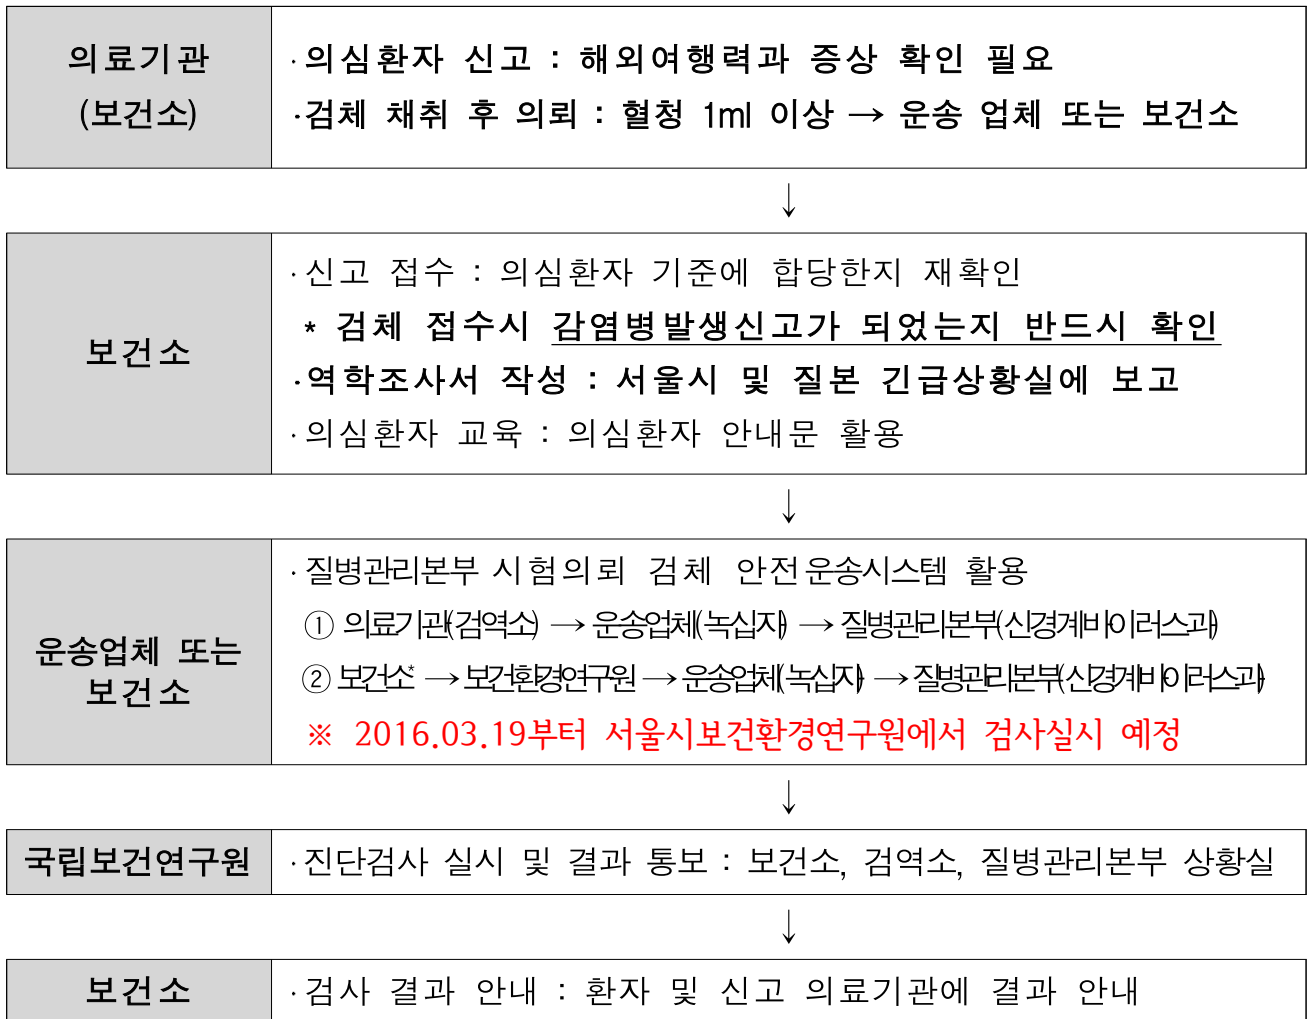 의료기관
(보건소)
· 의심환자 신고 : 해외여행력과 증상 확인 필요
· 검체 채취 후 의뢰 : 혈청 1ml 이상 → 운송 업체 또는 보건소
↓
보건소
· 신고 접수 : 의심환자 기준에 합당한지 재확인
* 검체 접수시 감염병발생신고가 되었는지 반드시 확인
· 역학조사서 작성 : 서울시 및 질본 긴급상황실에 보고
· 의심환자 교육 : 의심환자 안내문 활용
↓
운송업체 또는
보건소
· 질병관리본부 시험의뢰 검체 안전운송시스템 활용
① 의료기관(검역소) → 운송업체(녹십자) → 질병관리본부(신경계바이러스과)
② 보건소* → 보건환경연구원 → 운송업체(녹십자) → 질병관리본부(신경계바이러스과)
※ 2016.03.19부터 서울시보건환경연구원에서 검사실시 예정
↓
국립보건연구원
· 진단검사 실시 및 결과 통보 : 보건소, 검역소, 질병관리본부 상황실
↓
보건소
· 검사 결과 안내 : 환자 및 신고 의료기관에 결과 안내